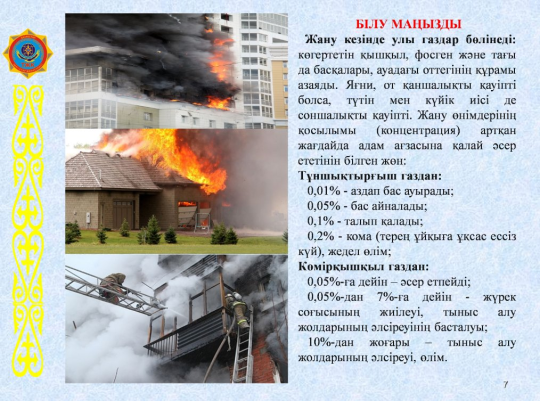 БІЛУ МАҢЫЗДЫ
Жану кезінде улы газдар бөлінеді:
көгертетін қышқыл, фосген және тағы
да басқалары, ауадағы оттегінің құрамы
азаяды. Яғни, от қаншалықты қауіпті
болса, түтін мен күйік иісі де
соншалықты қауіпті. Жану өнімдерінің
қосылымы (концентрация) артқан
жағдайда адам ағзасына қалай әсер
ететінін білген жөн:
Тұншықтырғыш газдан:
0,01% - аздап бас ауырады;
0,05% - бас айналады;
0,1% - талып қалады;
0,2% - кома (терең ұйқыға ұқсас ессіз
күй), жедел өлім;
Көмірқышқыл газдан:
0,05%-ға дейін – әсер етпейді;
0,05%-дан 7%-ға дейін - жүрек
соғысының жиілеуі, тыныс алу
жолдарының әлсіреуінің басталуы;
10%-дан жоғары – тыныс алу
жолдарының әлсіреуі, өлім.
7